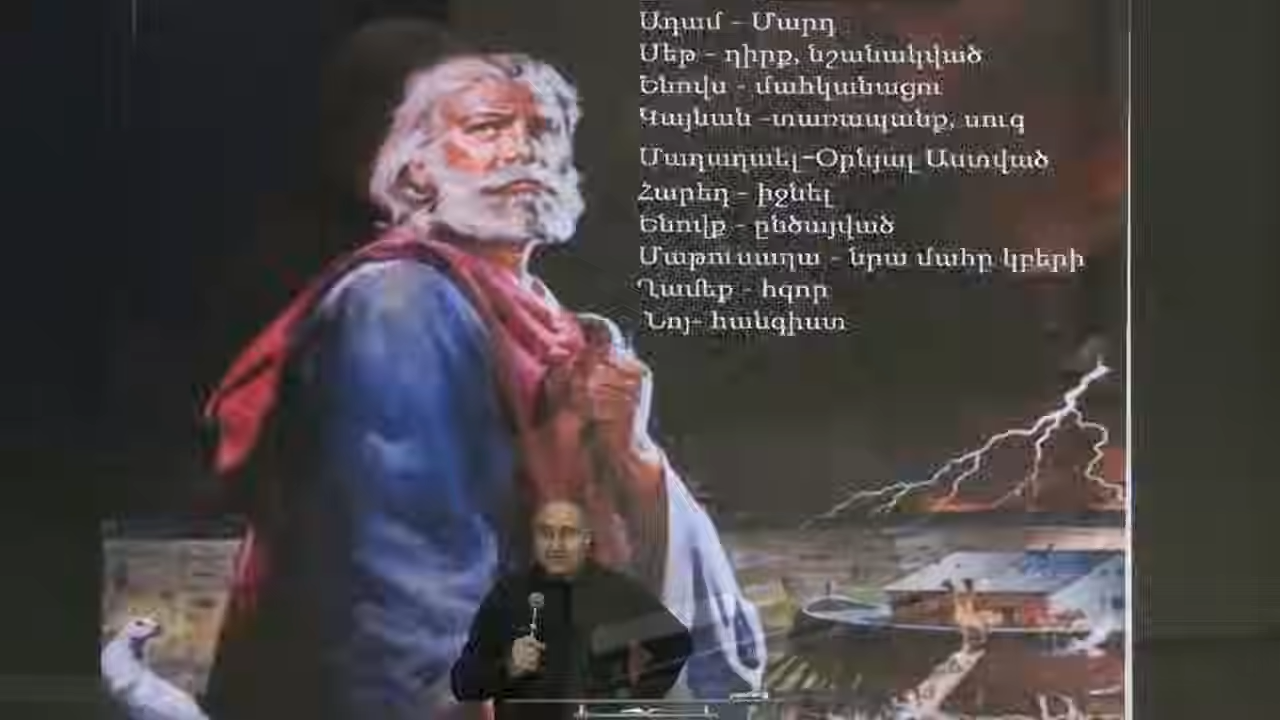 Ադամ - Մարդ
Սեթ - դիրք, նշանակված
Ենովս - մահկանացու
Կայնան -տառապանք, սուգ
Մաղաղաել-Օրնյալ Աստված
Հարեդ - իջնել
Ենովք - ընծայված
Մաթուսաղա - նրա մահը կբերի
Ղամեք - հզոր
Նոյ- հանգիստ